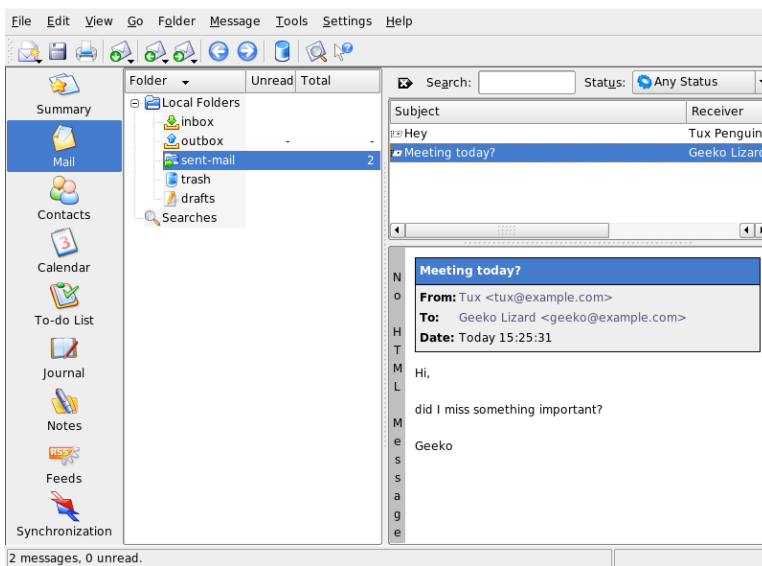 File Edit View Go Folder Message Tools Settings Help
Summary
Mail
Contacts
3
Calendar
To-do List
Journal
Notes
RSS
Feeds
Synchronization
Folder Unread Total
Local Folders
inbox
outbox - -
sent-mail 2
trash
drafts
Searches
Search: Status: Any Status
Subject Receiver
Hey Tux Penguin
Meeting today? Geeko Lizard
No HTML Message
Meeting today?
From: Tux <tux@example.com>
To: Geeko Lizard <geeko@example.com>
Date: Today 15:25:31
Hi,
did I miss something important?
Geeko
2 messages, 0 unread.